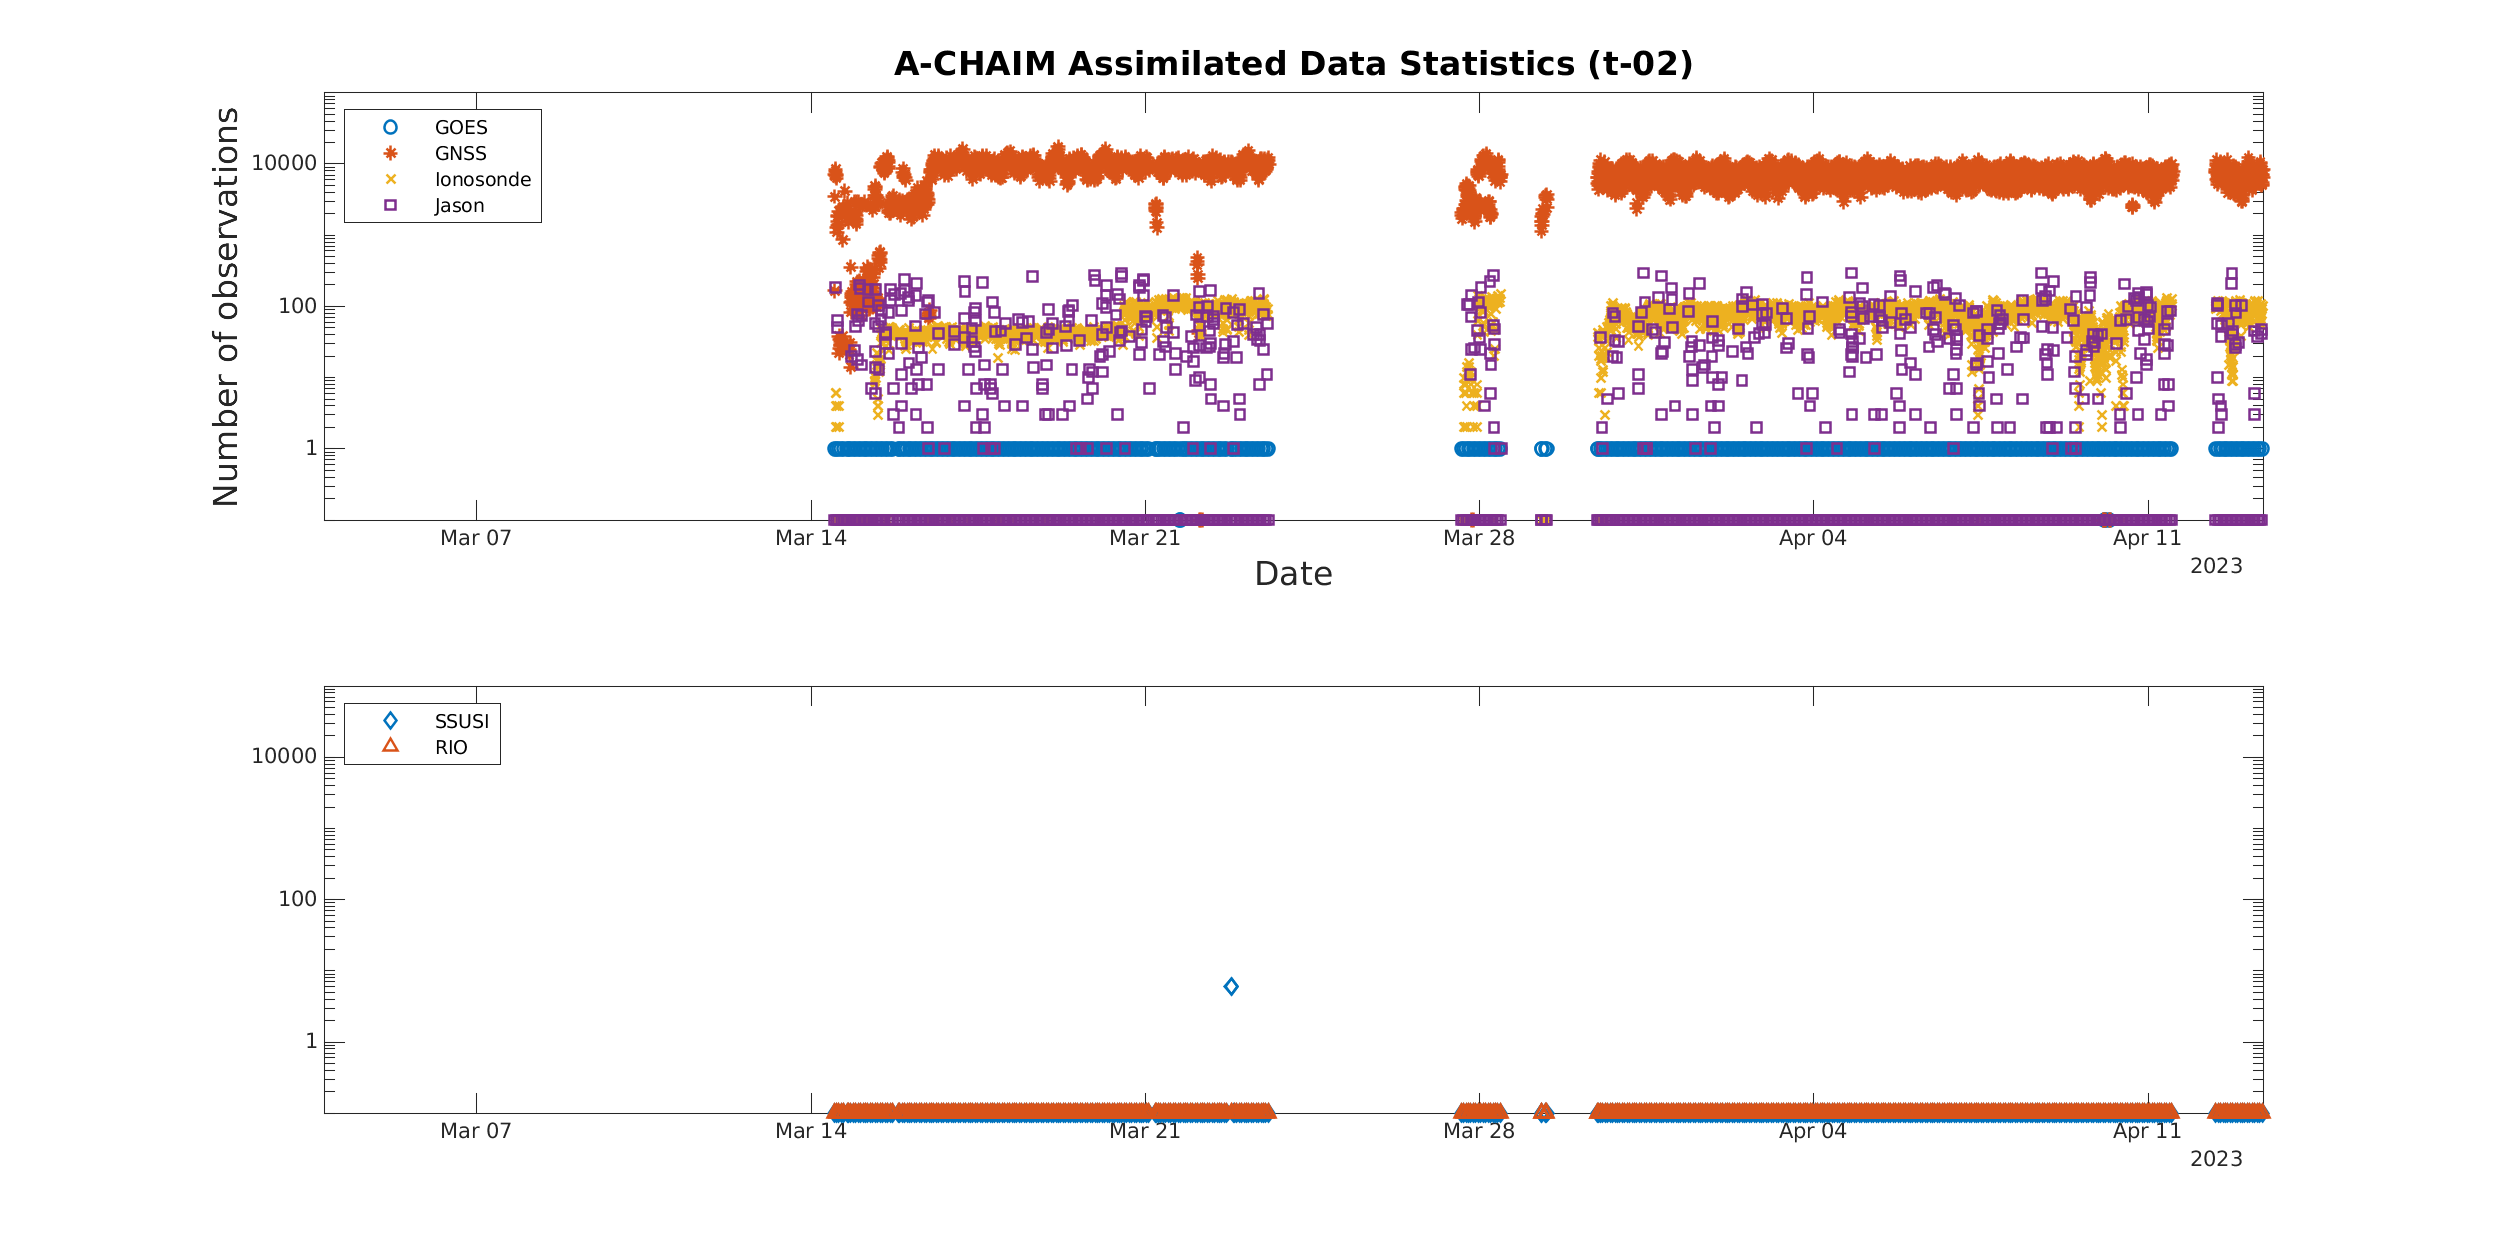 A-CHAIM Assimilated Data Statistics (t-02)
Number of observations
10000
100
1
GOES
GNSS
Ionosonde
Jason
Mar 07
Mar 14
Mar 21
Mar 28
Apr 04
Apr 11
2023
Date
10000
100
1
SSUSI
RIO
Mar 07
Mar 14
Mar 21
Mar 28
Apr 04
Apr 11
2023